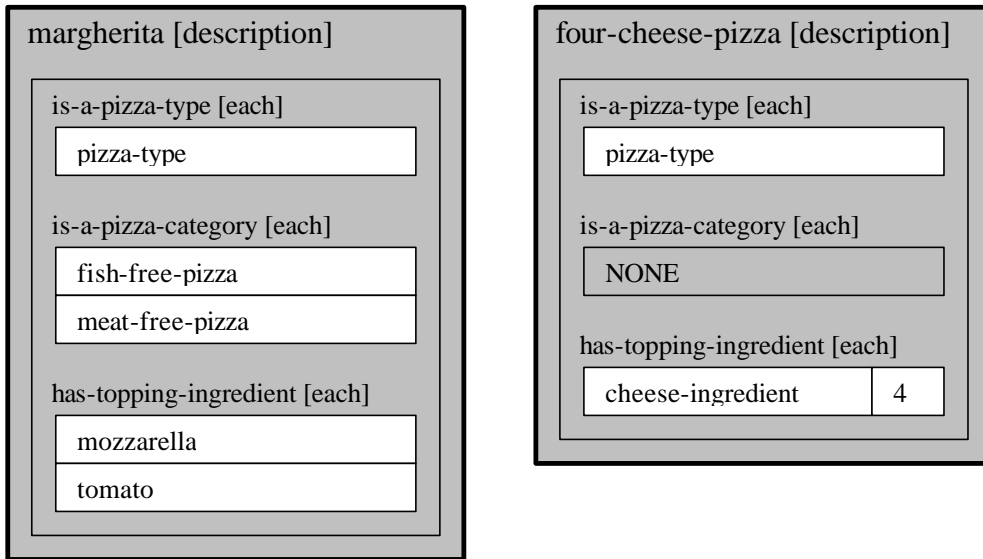 margherita [description]
is-a-pizza-type [each]
pizza-type
is-a-pizza-category [each]
fish-free-pizza
meat-free-pizza
has-topping-ingredient [each]
mozzarella
tomato
four-cheese-pizza [description]
is-a-pizza-type [each]
pizza-type
is-a-pizza-category [each]
NONE
has-topping-ingredient [each]
cheese-ingredient 4